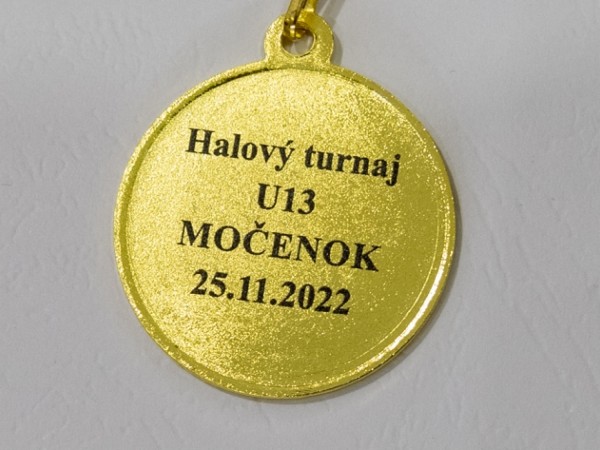 Halový turnaj
U13
MOČENOK
25.11.2022